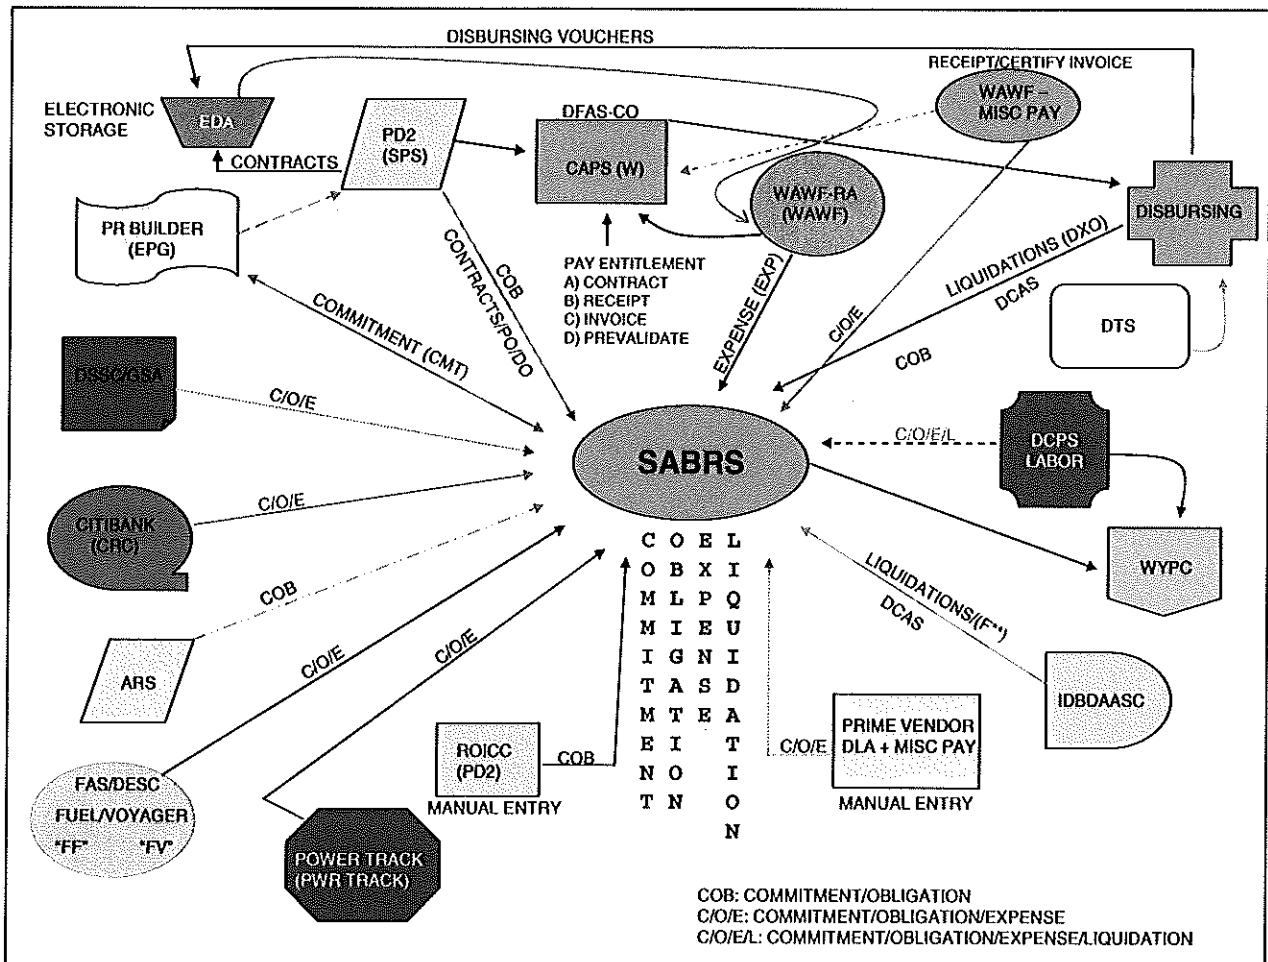 DISBURSING VOUCHERS
RECEIPT/CERTIFY INVOICE
ELECTRONIC
STORAGE
EDA
PD2
(SPS)
DFAS-CO
CAPS (W)
WAWF –
MISC PAY
CONTRACTS
WAWF-RA
(WAWF)
DISBURSING
PR BUILDER
(EPG)
COB
CONTRACTS/PO/DO
PAY ENTITLEMENT
A) CONTRACT
B) RECEIPT
C) INVOICE
D) PREVALIDATE
EXPENSE (EXP)
C/O/E
LIQUIDATIONS (DXO)
DCAS
COB
DTS
COMMITMENT (CMT)
DSSC/GSA
C/O/E
SABRS
C/O/E/L
DCPS
LABOR
CITIBANK
(CRC)
C/O/E
WYPC
COMMITMENT
OBLIGATION
EXPENSE
LIQUIDATION
LIQUIDATIONS/(F**)
DCAS
COB
ARS
C/O/E
C/O/E
IDBDAASC
ROICC
(PD2)
COB
MANUAL ENTRY
C/O/E
PRIME VENDOR
DLA + MISC PAY
MANUAL ENTRY
FAS/DESC
FUEL/VOYAGER
"FF" "FV"
POWER TRACK
(PWR TRACK)
COB: COMMITMENT/OBLIGATION
C/O/E: COMMITMENT/OBLIGATION/EXPENSE
C/O/E/L: COMMITMENT/OBLIGATION/EXPENSE/LIQUIDATION